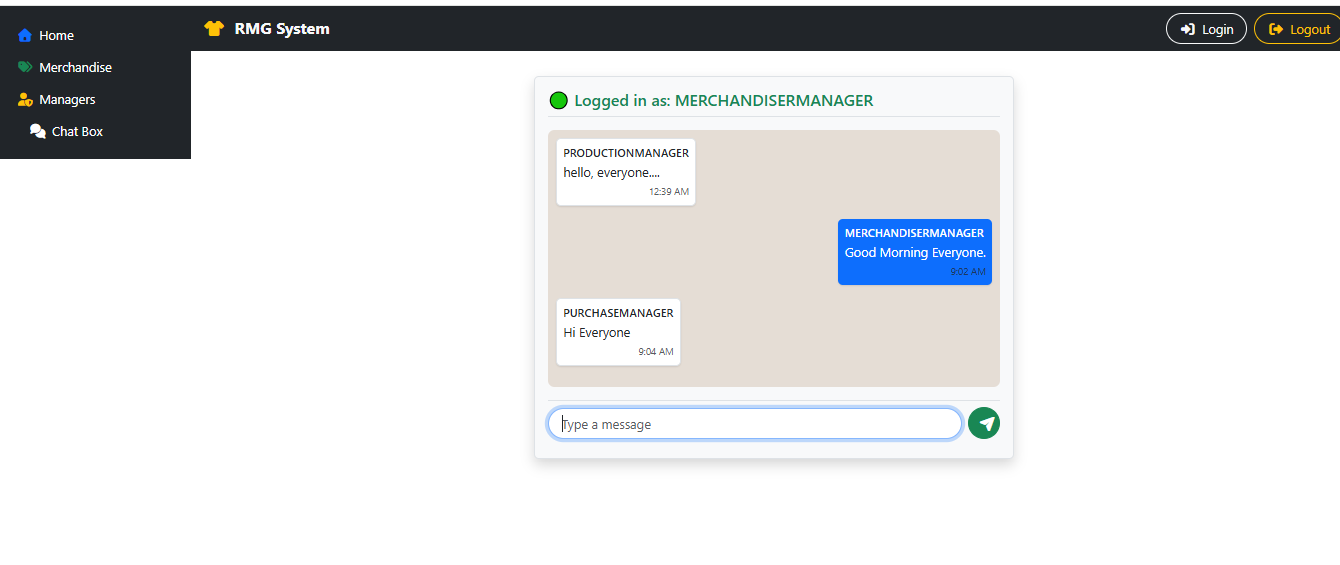 Home
Merchandise
Managers
Chat Box
RMG System
Login
Logout
Logged in as: MERCHANDISERMANAGER
PRODUCTIONMANAGER
hello, everyone....
12:39 AM
MERCHANDISERMANAGER
Good Morning Everyone.
9:02 AM
PURCHASEMANAGER
Hi Everyone
9:04 AM
Type a message